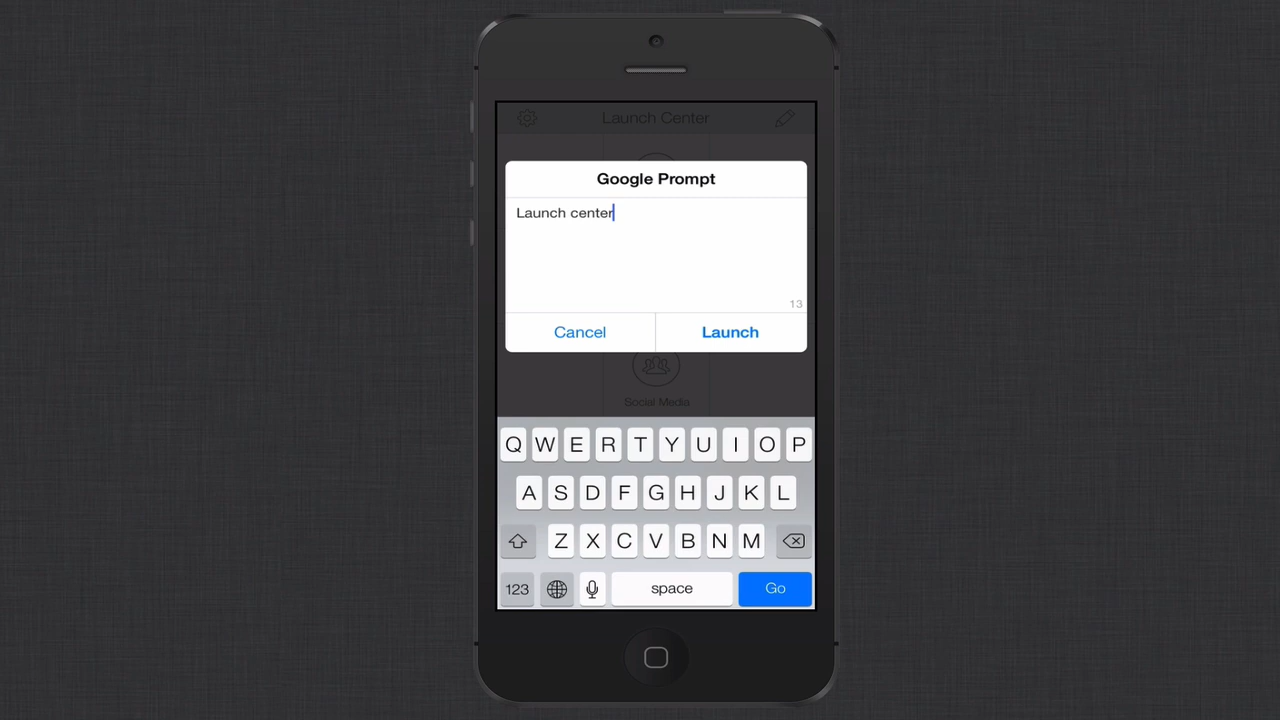 Launch Center
Google Prompt
Launch center
13
Cancel
Launch
Social Media
Q W E R T Y U I O P
A S D F G H J K L
Z X C V B N M
123
space
Go